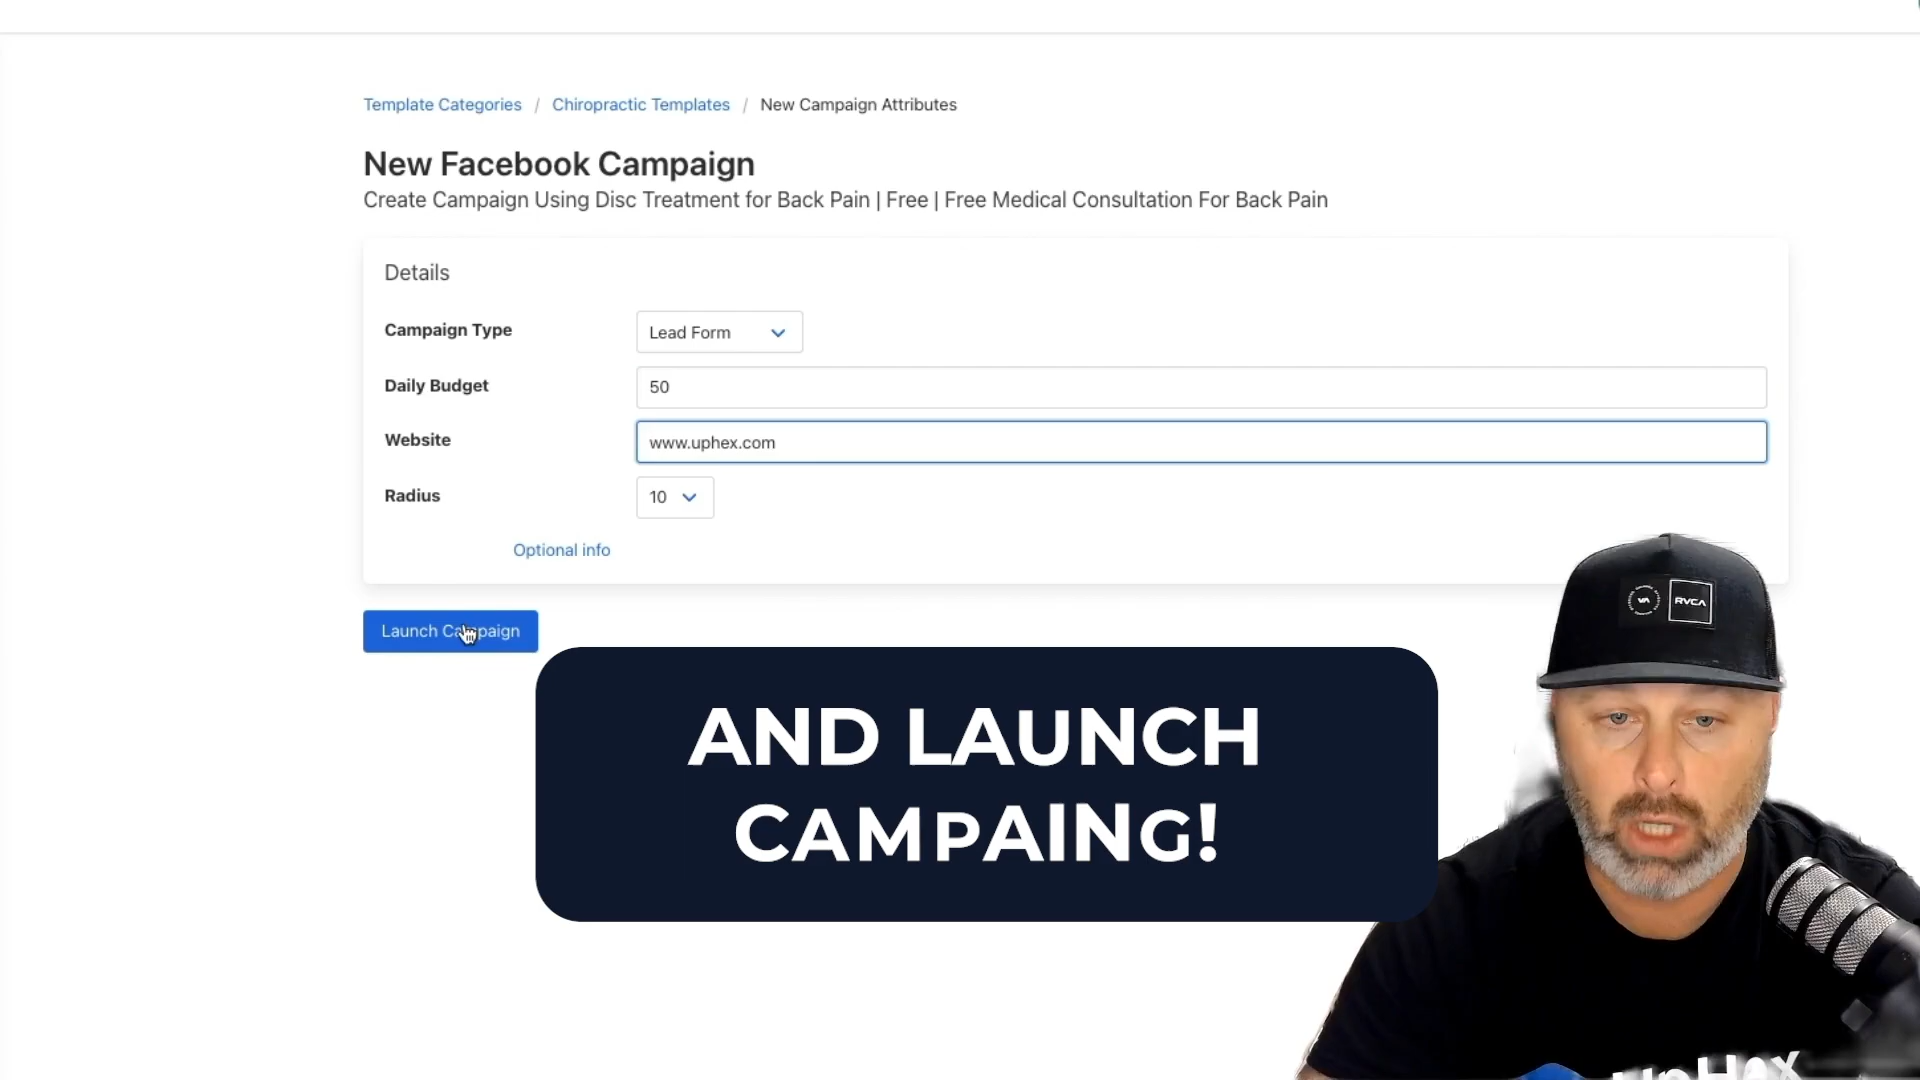 Template Categories / Chiropractic Templates / New Campaign Attributes
New Facebook Campaign
Create Campaign Using Disc Treatment for Back Pain | Free | Free Medical Consultation For Back Pain
Details
Campaign Type Lead Form
Daily Budget 50
Website www.uphex.com
Radius 10
Optional info
Launch Campaign
AND LAUNCH
CAMPAING!
VA RVCA
UpHex